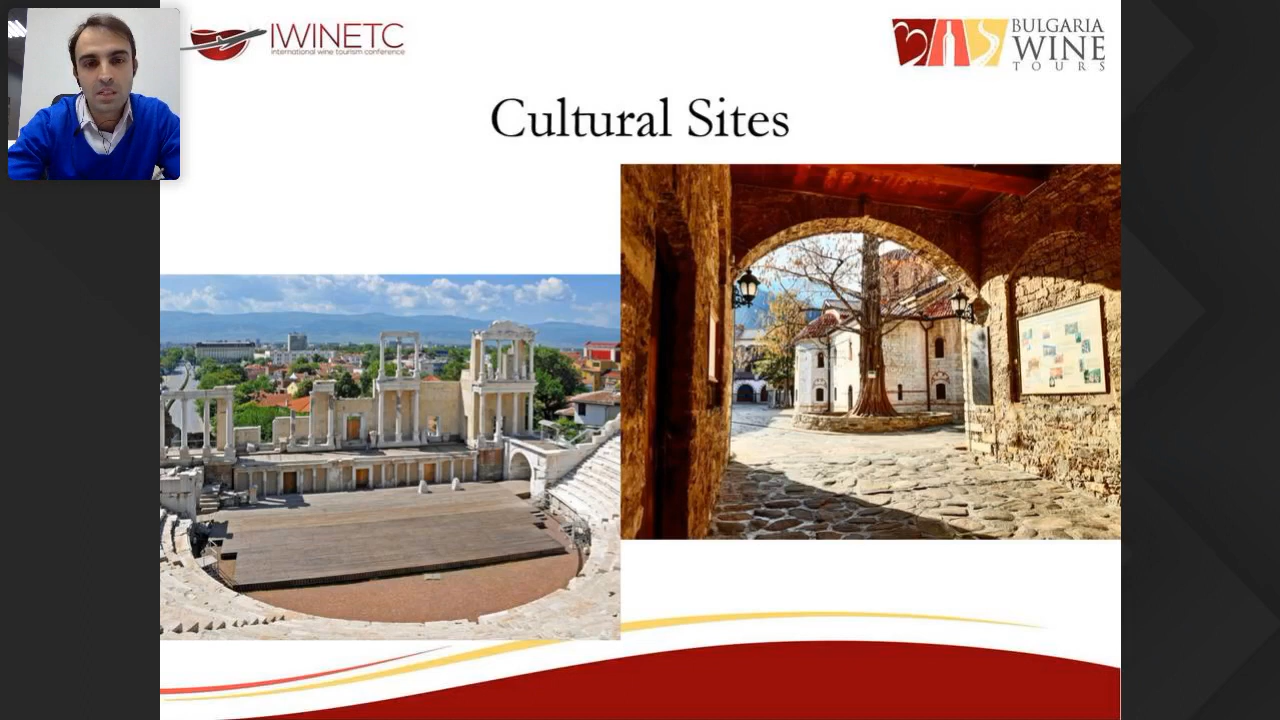 IWINETC
international wine tourism conference
BULGARIA
WINE
TOURS
Cultural Sites